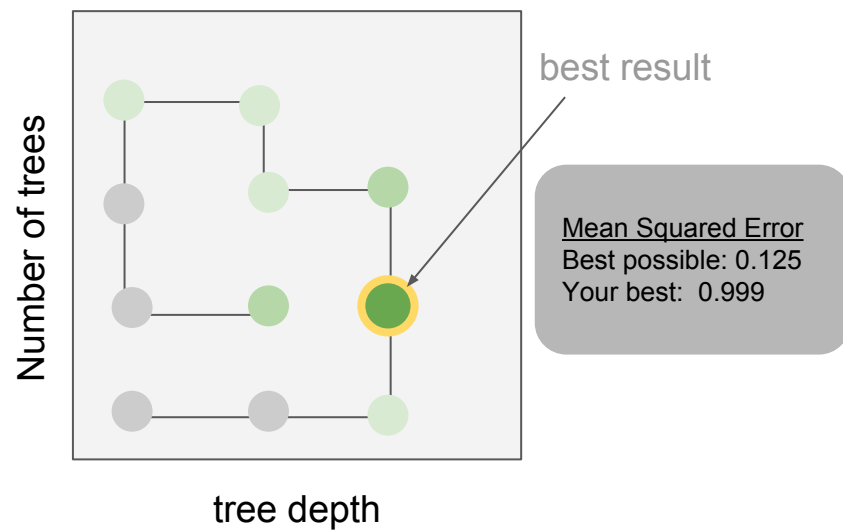 best result
Number of trees
Mean Squared Error
Best possible: 0.125
Your best:  0.999
tree depth